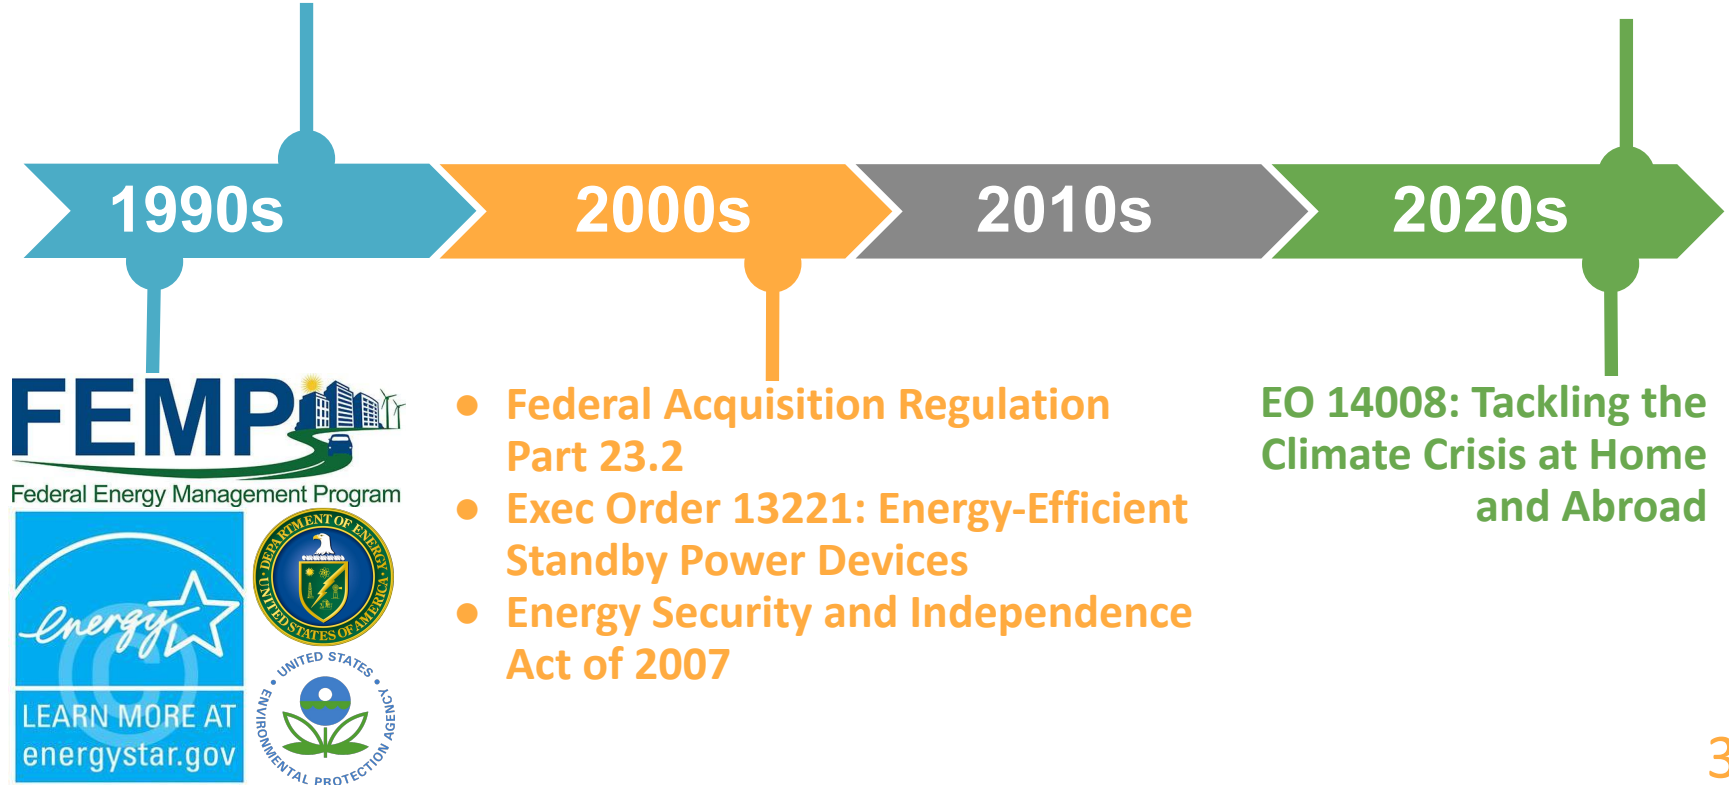 1990s
2000s
2010s
2020s
FEMP
Federal Energy Management Program
energy
LEARN MORE AT
energystar.gov
DEPARTMENT OF ENERGY
UNITED STATES OF AMERICA
UNITED STATES
ENVIRONMENTAL PROTECTION AGENCY
● Federal Acquisition Regulation
Part 23.2
● Exec Order 13221: Energy-Efficient
Standby Power Devices
● Energy Security and Independence
Act of 2007
EO 14008: Tackling the
Climate Crisis at Home
and Abroad
3